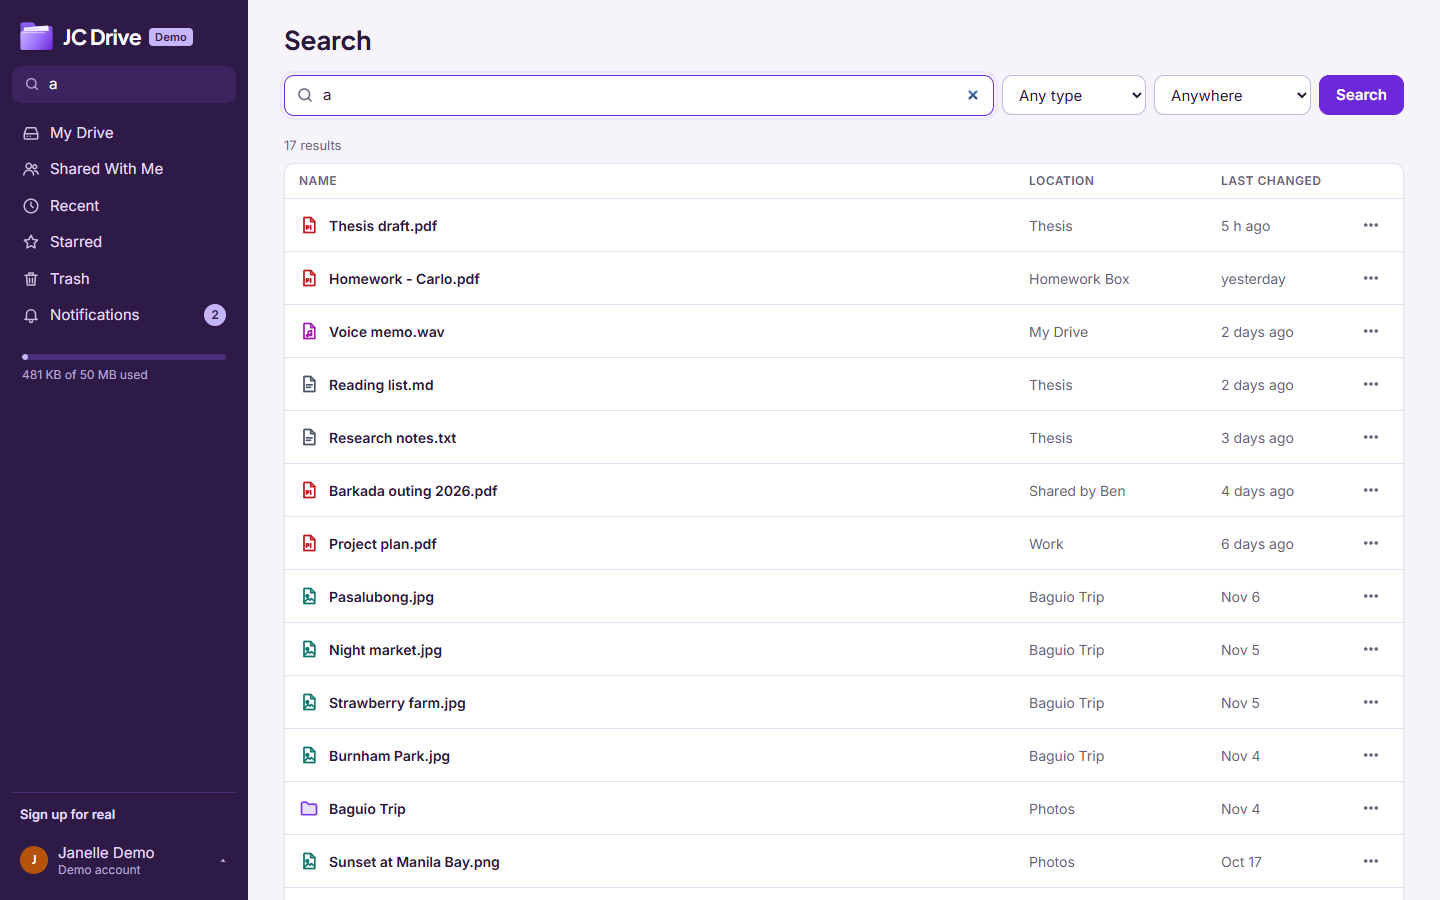 JC Drive Demo
a
My Drive
Shared With Me
Recent
Starred
Trash
Notifications 2
481 KB of 50 MB used
Sign up for real
J Janelle Demo
Demo account
Search
a Any type Anywhere Search
17 results
NAME LOCATION LAST CHANGED
Thesis draft.pdf Thesis 5 h ago
Homework - Carlo.pdf Homework Box yesterday
Voice memo.wav My Drive 2 days ago
Reading list.md Thesis 2 days ago
Research notes.txt Thesis 3 days ago
Barkada outing 2026.pdf Shared by Ben 4 days ago
Project plan.pdf Work 6 days ago
Pasalubong.jpg Baguio Trip Nov 6
Night market.jpg Baguio Trip Nov 5
Strawberry farm.jpg Baguio Trip Nov 5
Burnham Park.jpg Baguio Trip Nov 4
Baguio Trip Photos Nov 4
Sunset at Manila Bay.png Photos Oct 17